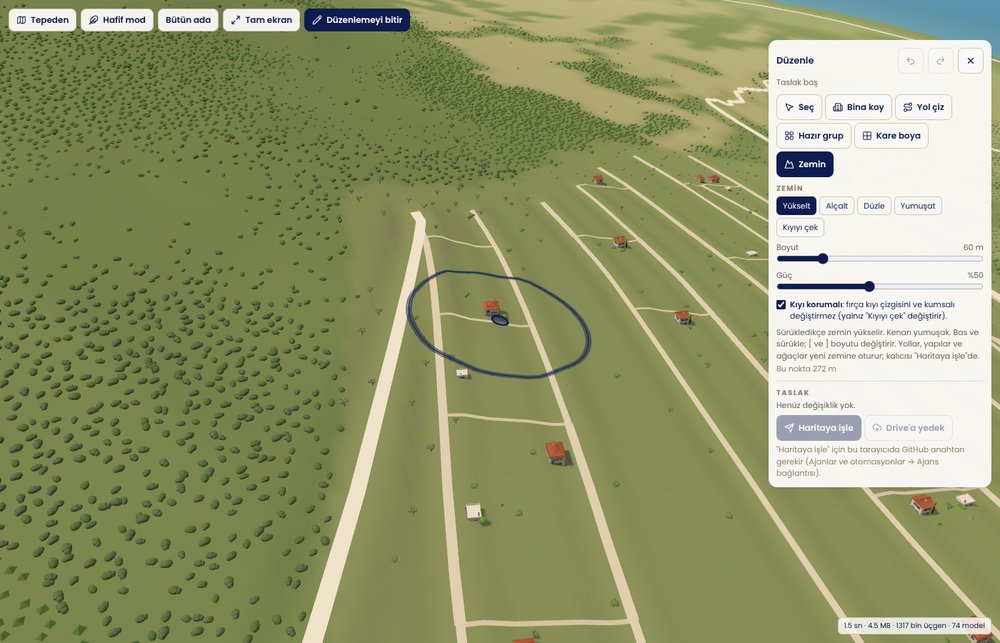 Tepeden
Hafif mod
Bütün ada
Tam ekran
Düzenlemeyi bitir
Düzenle
Taslak boş
Seç
Bina koy
Yol çiz
Hazır grup
Kare boya
Zemin
ZEMİN
Yükselt
Alçalt
Düzle
Yumuşat
Kıyıyı çek
Boyut
60 m
Güç
%50
Kıyı korumalı: fırça kıyı çizgisini ve kumsalı
değiştirmez (yalnız "Kıyıyı çek" değiştirir).
Sürükledikçe zemin yükselir. Kenarı yumuşak. Bas ve
sürükle; [ ve ] boyutu değiştirir. Yollar, yapılar ve
ağaçlar yeni zemine oturur; kalıcısı "Haritaya işle"de.
Bu nokta 272 m
TASLAK
Henüz değişiklik yok.
Haritaya işle
Drive'a yedek
"Haritaya işle" için bu tarayıcıda GitHub anahtarı
gerekir (Ajanlar ve otomasyonlar → Ajans
bağlantısı).
1.5 sn · 4.5 MB · 1317 bin üçgen · 74 model